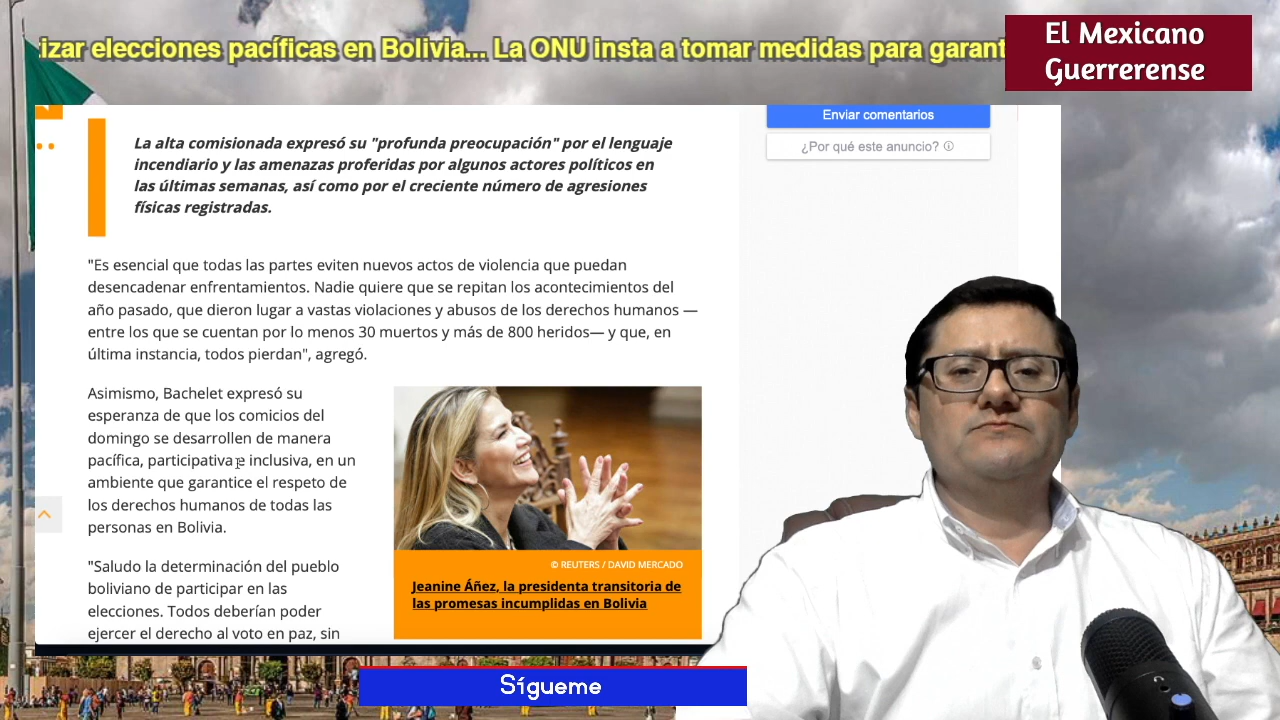 izar elecciones pacíficas en Bolivia... La ONU insta a tomar medidas para garant
El Mexicano
Guerrerense
Enviar comentarios
¿Por qué este anuncio?
La alta comisionada expresó su "profunda preocupación" por el lenguaje
incendiario y las amenazas proferidas por algunos actores políticos en
las últimas semanas, así como por el creciente número de agresiones
físicas registradas.
"Es esencial que todas las partes eviten nuevos actos de violencia que puedan
desencadenar enfrentamientos. Nadie quiere que se repitan los acontecimientos del
año pasado, que dieron lugar a vastas violaciones y abusos de los derechos humanos —
entre los que se cuentan por lo menos 30 muertos y más de 800 heridos— y que, en
última instancia, todos pierdan", agregó.
Asimismo, Bachelet expresó su
esperanza de que los comicios del
domingo se desarrollen de manera
pacífica, participativa e inclusiva, en un
ambiente que garantice el respeto de
los derechos humanos de todas las
personas en Bolivia.
"Saludo la determinación del pueblo
boliviano de participar en las
elecciones. Todos deberían poder
ejercer el derecho al voto en paz, sin
© REUTERS / DAVID MERCADO
Jeanine Áñez, la presidenta transitoria de
las promesas incumplidas en Bolivia
Sígueme